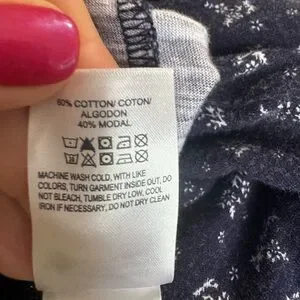 60% COTTON/ COTON/
ALGODON
40% MODAL
MACHINE WASH COLD, WITH LIKE
COLORS, TURN GARMENT INSIDE OUT, DO
NOT BLEACH, TUMBLE DRY LOW, COOL
IRON IF NECESSARY, DO NOT DRY CLEAN